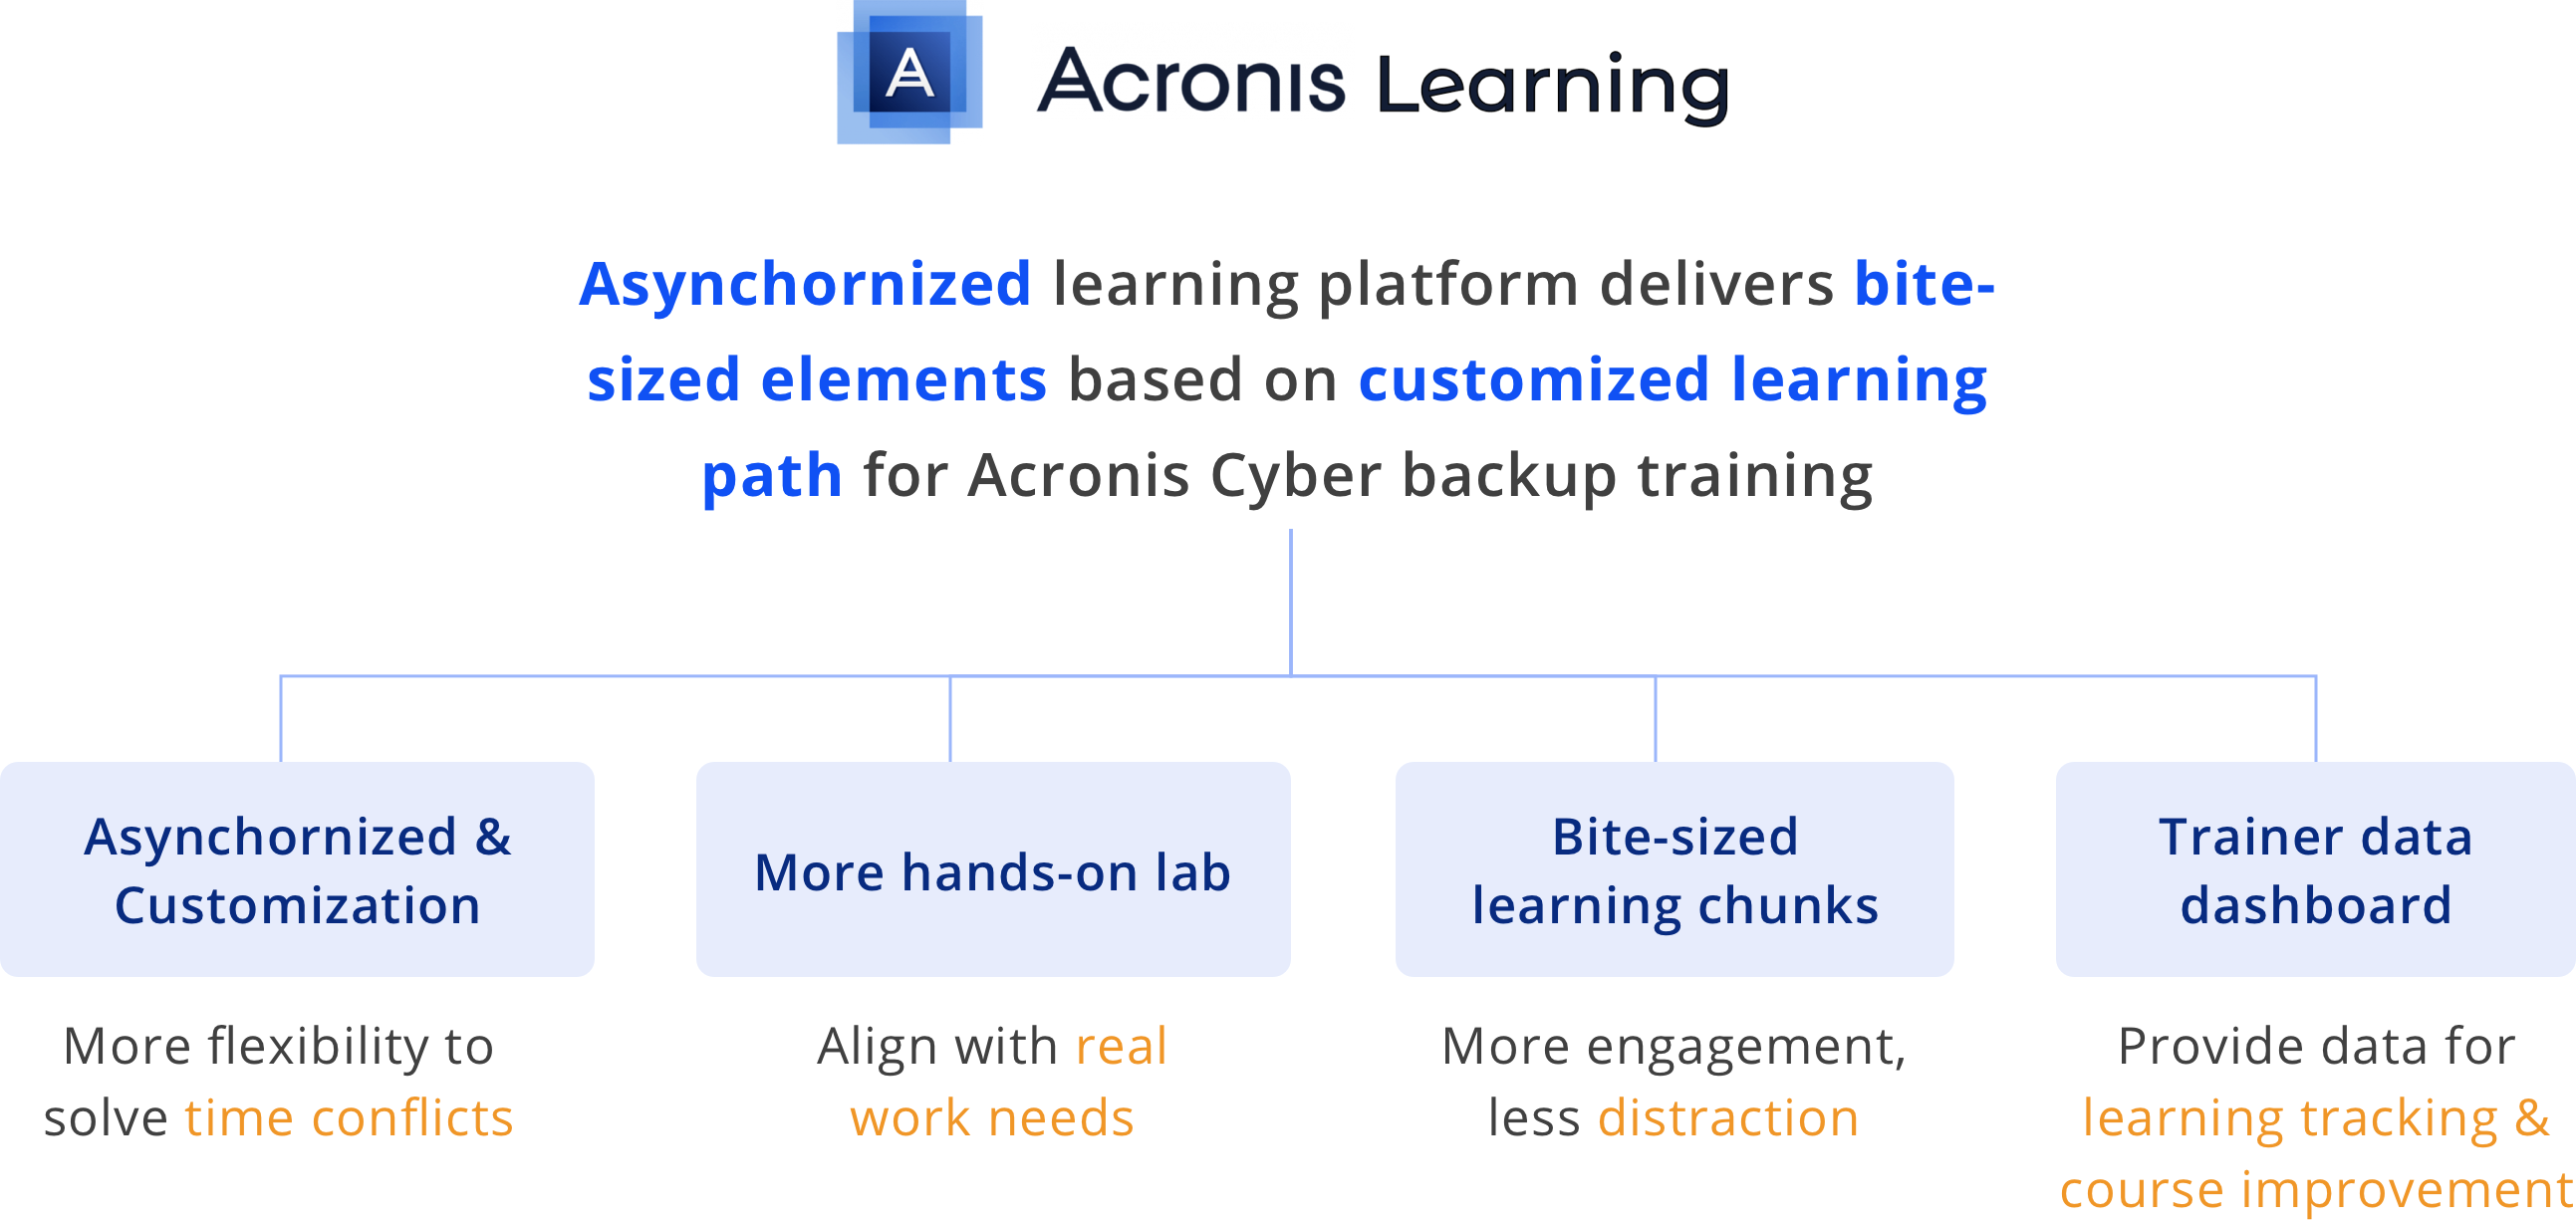 A
Acronis Learning
Asynchornized learning platform delivers bite-
sized elements based on customized learning
path for Acronis Cyber backup training
Asynchornized &
Customization
More flexibility to
solve time conflicts
More hands-on lab
Align with real
work needs
Bite-sized
learning chunks
More engagement,
less distraction
Trainer data
dashboard
Provide data for
learning tracking &
course improvement